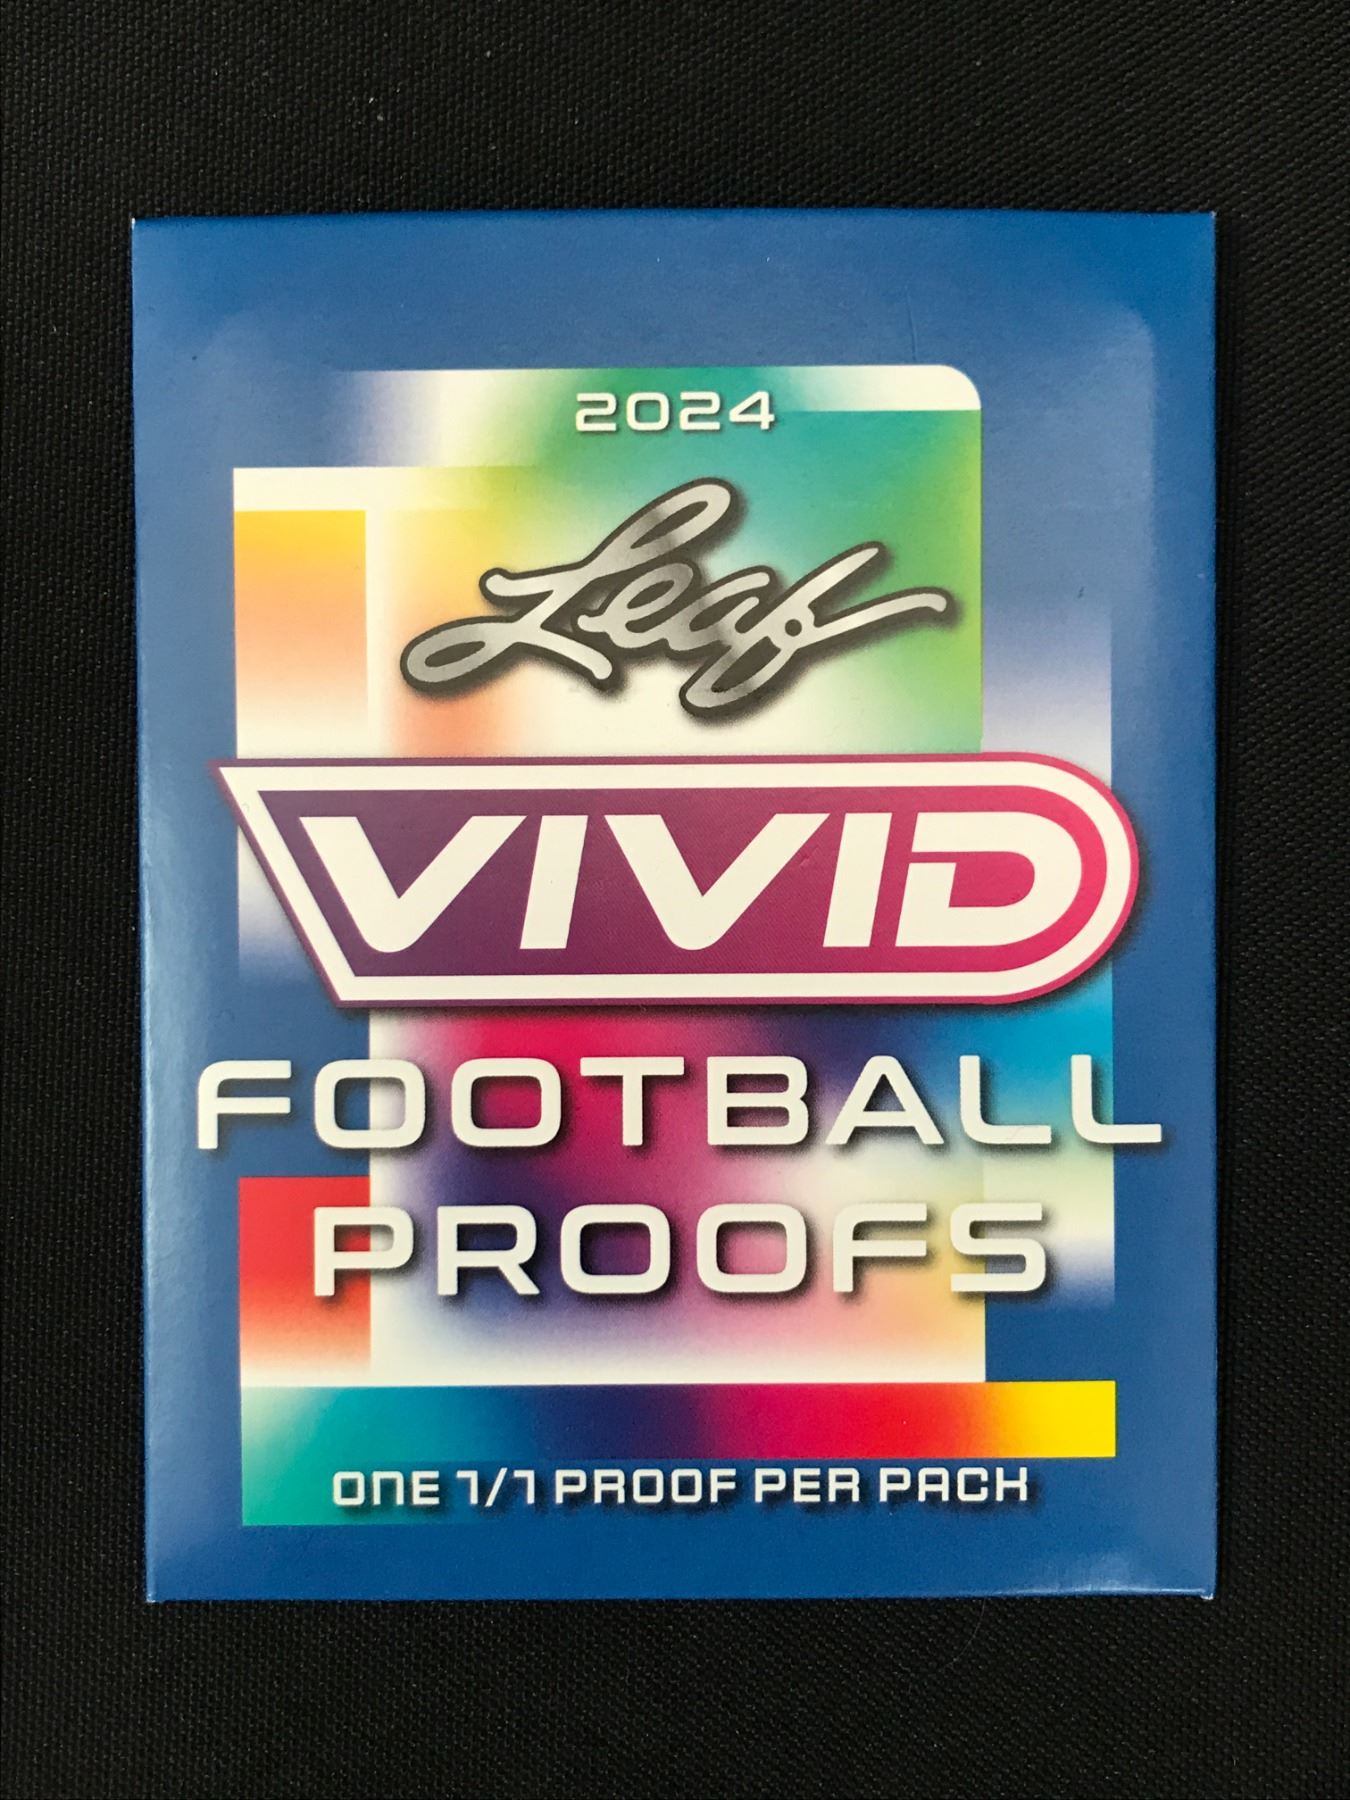 2024
Leaf
VIVID
FOOTBALL
PROOFS
ONE 1/1 PROOF PER PACK